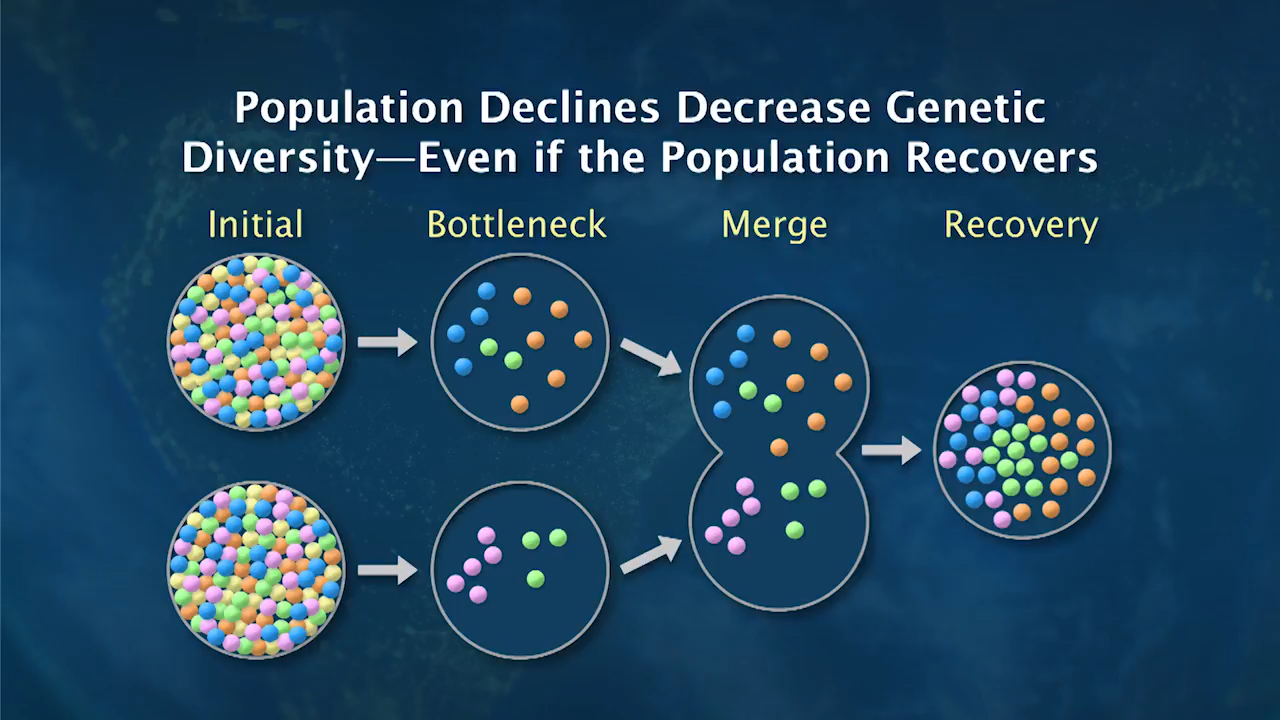 Population Declines Decrease Genetic
Diversity—Even if the Population Recovers
Initial
Bottleneck
Merge
Recovery